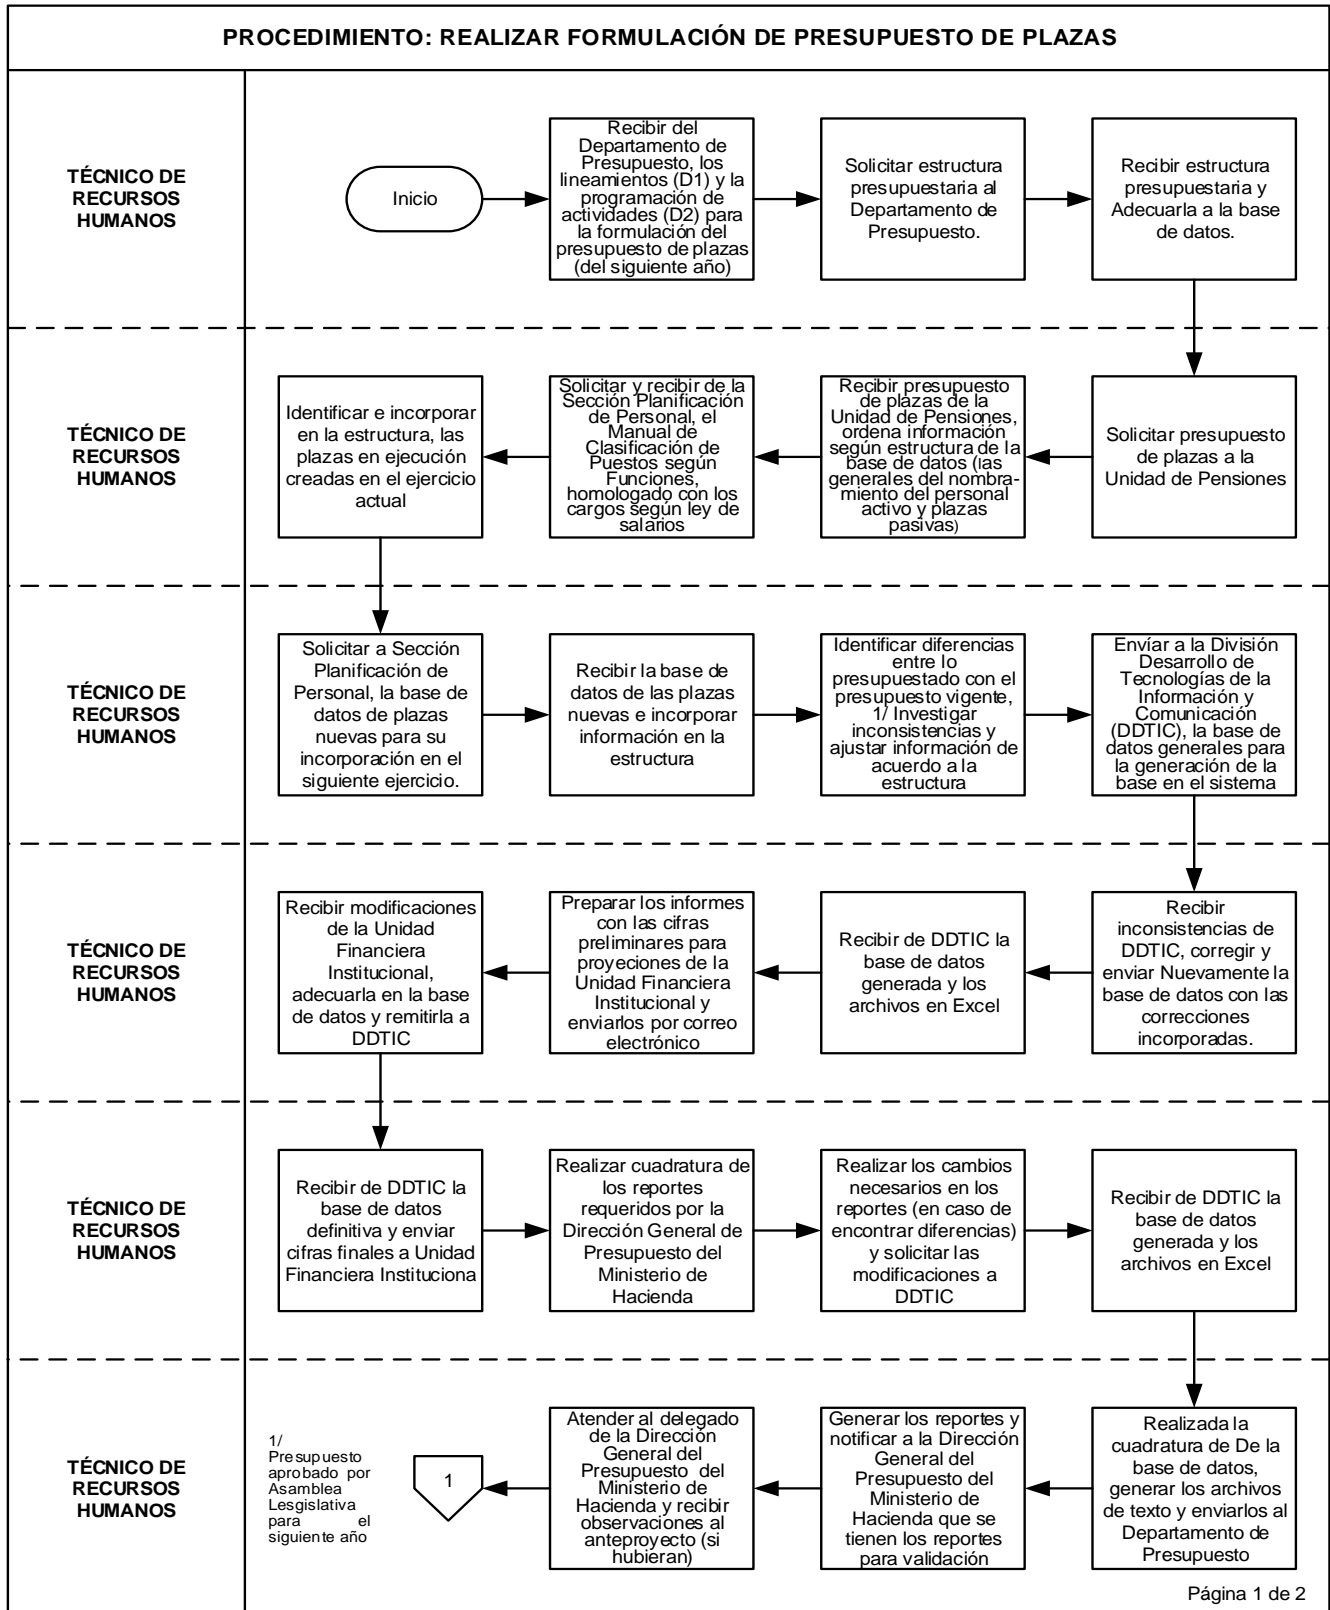 PROCEDIMIENTO: REALIZAR FORMULACIÓN DE PRESUPUESTO DE PLAZAS
TÉCNICO DE
RECURSOS
HUMANOS
Inicio
Recibir del
Departamento de
Presupuesto, los
lineamientos (D1) y la
programación de
actividades (D2) para
la formulación del
presupuesto de plazas
(del siguiente año)
Solicitar estructura
presupuestaria al
Departamento de
Presupuesto.
Recibir estructura
presupuestaria y
Adecuarla a la base
de datos.
TÉCNICO DE
RECURSOS
HUMANOS
Solicitar presupuesto
de plazas a la
Unidad de Pensiones
Recibir presupuesto
de plazas de la
Unidad de Pensiones,
ordena información
según estructura de la
base de datos (las
generales del nombra-
miento del personal
activo y plazas
pasivas)
Solicitar y recibir de la
Sección Planificación
de Personal, el
Manual de
Clasificación de
Puestos según
Funciones,
homologado con los
cargos según ley de
salarios
Identificar e incorporar
en la estructura, las
plazas en ejecución
creadas en el ejercicio
actual
TÉCNICO DE
RECURSOS
HUMANOS
Solicitar a Sección
Planificación de
Personal, la base de
datos de plazas
nuevas para su
incorporación en el
siguiente ejercicio.
Recibir la base de
datos de las plazas
nuevas e incorporar
información en la
estructura
Identificar diferencias
entre lo
presupuestado con el
presupuesto vigente,
1/ Investigar
inconsistencias y
ajustar información de
acuerdo a la
estructura
Envíar a la División
Desarrollo de
Tecnologías de la
Información y
Comunicación
(DDTIC), la base de
datos generales para
la generación de la
base en el sistema
TÉCNICO DE
RECURSOS
HUMANOS
Recibir
inconsistencias de
DDTIC, corregir y
enviar Nuevamente la
base de datos con las
correcciones
incorporadas.
Recibir de DDTIC la
base de datos
generada y los
archivos en Excel
Preparar los informes
con las cifras
preliminares para
proyeciones de la
Unidad Financiera
Institucional y
enviarlos por correo
electrónico
Recibir modificaciones
de la Unidad
Financiera
Institucional,
adecuarla en la base
de datos y remitirla a
DDTIC
TÉCNICO DE
RECURSOS
HUMANOS
Recibir de DDTIC la
base de datos
definitiva y enviar
cifras finales a Unidad
Financiera Instituciona
Realizar cuadratura de
los reportes
requeridos por la
Dirección General de
Presupuesto del
Ministerio de
Hacienda
Realizar los cambios
necesarios en los
reportes (en caso de
encontrar diferencias)
y solicitar las
modificaciones a
DDTIC
Recibir de DDTIC la
base de datos
generada y los
archivos en Excel
TÉCNICO DE
RECURSOS
HUMANOS
Realizada la
cuadratura de De la
base de datos,
generar los archivos
de texto y enviarlos al
Departamento de
Presupuesto
Generar los reportes y
notificar a la Dirección
General del
Presupuesto del
Ministerio de
Hacienda que se
tienen los reportes
para validación
Atender al delegado
de la Dirección
General del
Presupuesto del
Ministerio de
Hacienda y recibir
observaciones al
anteproyecto (si
hubieran)
1
1/
Presupuesto
aprobado por
Asamblea
Lesgislativa
para el
siguiente año
Página 1 de 2